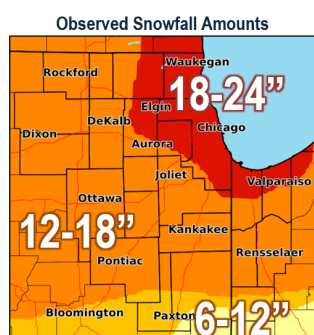 Observed Snowfall Amounts
Waukegan
Rockford
18-24”
Elgin
DeKalb
Chicago
Dixon
Aurora
Joliet
Valparaiso
Ottawa
12-18”
Kankakee
Rensselaer
Pontiac
Bloomington
Paxton
6-12”